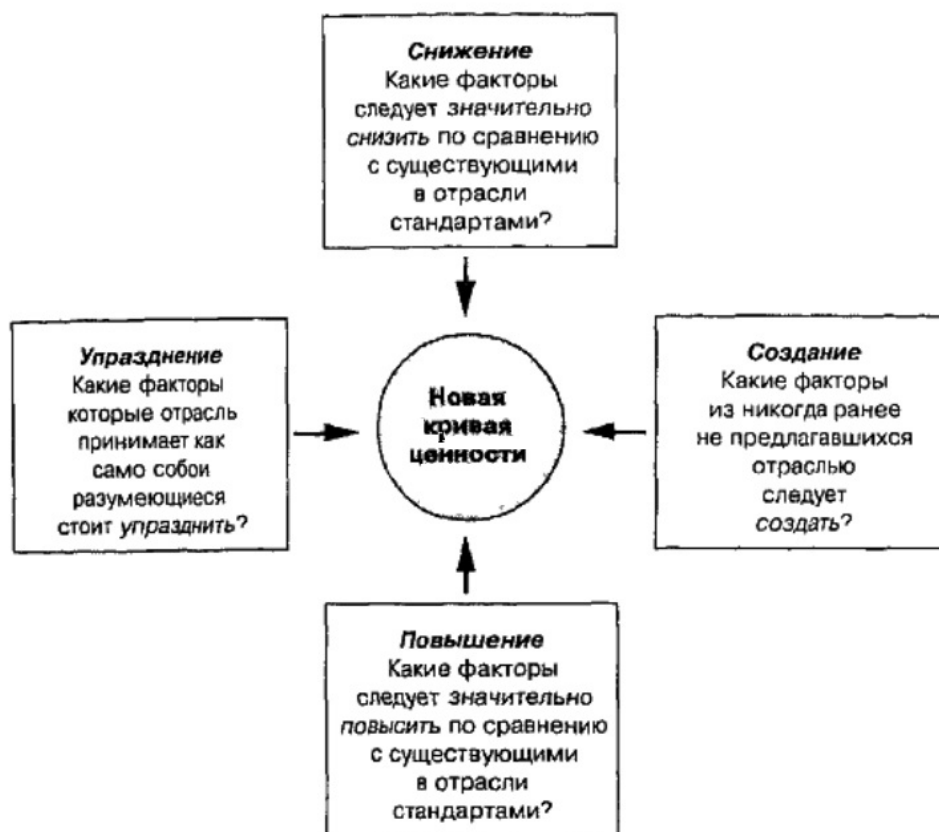 Снижение
Какие факторы
следует значительно
снизить по сравнению
с существующими
в отрасли
стандартами?
Упразднение
Какие факторы
которые отрасль
принимает как
само собои
разумеющиеся
стоит упразднить?
Новая
кривая
ценности
Создание
Какие факторы
из никогда ранее
не предлагавшихся
отраслью
следует
создать?
Повышение
Какие факторы
следует значительно
повысить по сравнению
с существующими
в отрасли
стандартами?